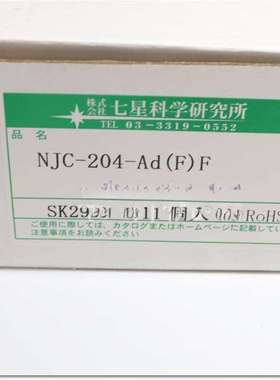 株式会社 七星科学研究所
TEL 03-3319-0552
品名
NJC-204-Ad(F)F
個入 RoHS
ご使用に際しては、カタログまたはホームページに記載してい
注意事項をお読みください